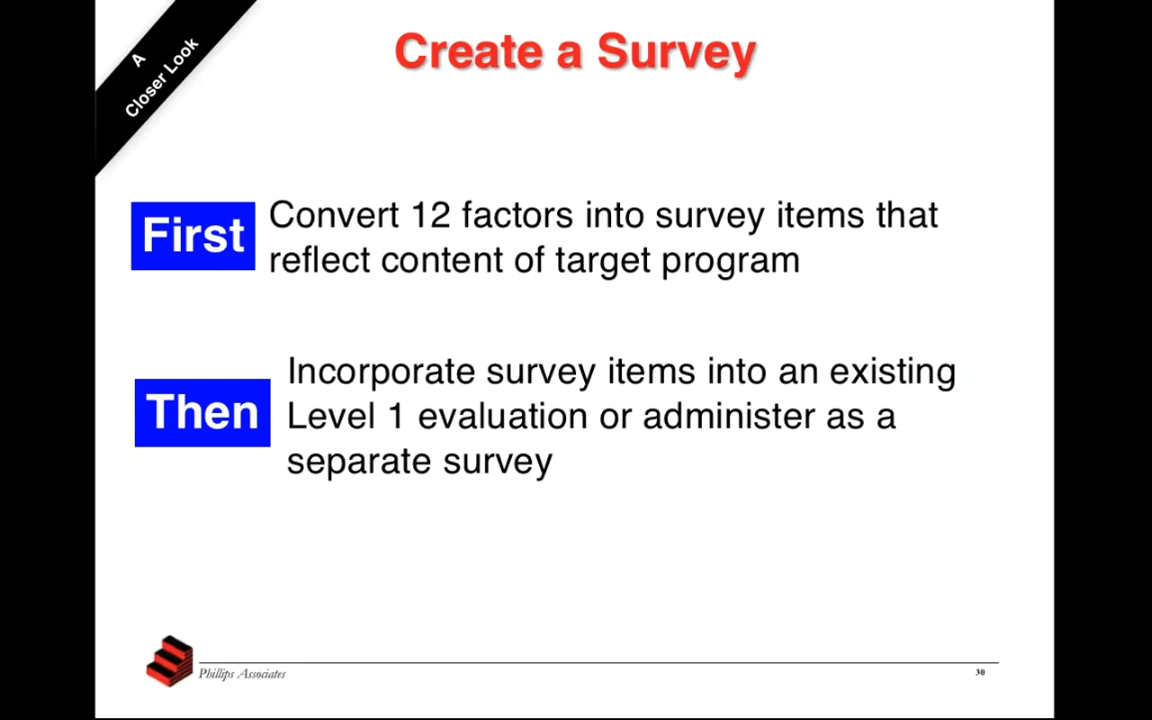 A
Closer Look
Create a Survey
First
Convert 12 factors into survey items that
reflect content of target program
Then
Incorporate survey items into an existing
Level 1 evaluation or administer as a
separate survey
Phillips Associates
30